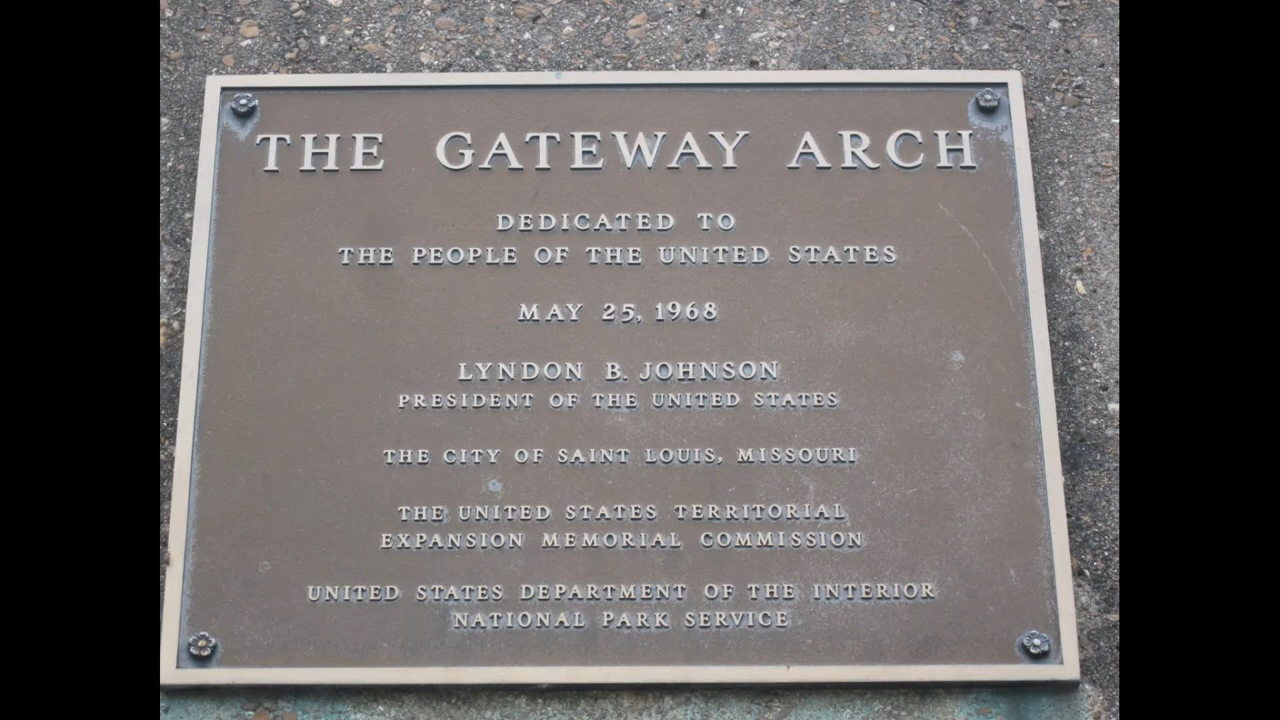 THE GATEWAY ARCH
DEDICATED TO
THE PEOPLE OF THE UNITED STATES
MAY 25, 1968
LYNDON B. JOHNSON
PRESIDENT OF THE UNITED STATES
THE CITY OF SAINT LOUIS, MISSOURI
THE UNITED STATES TERRITORIAL
EXPANSION MEMORIAL COMMISSION
UNITED STATES DEPARTMENT OF THE INTERIOR
NATIONAL PARK SERVICE